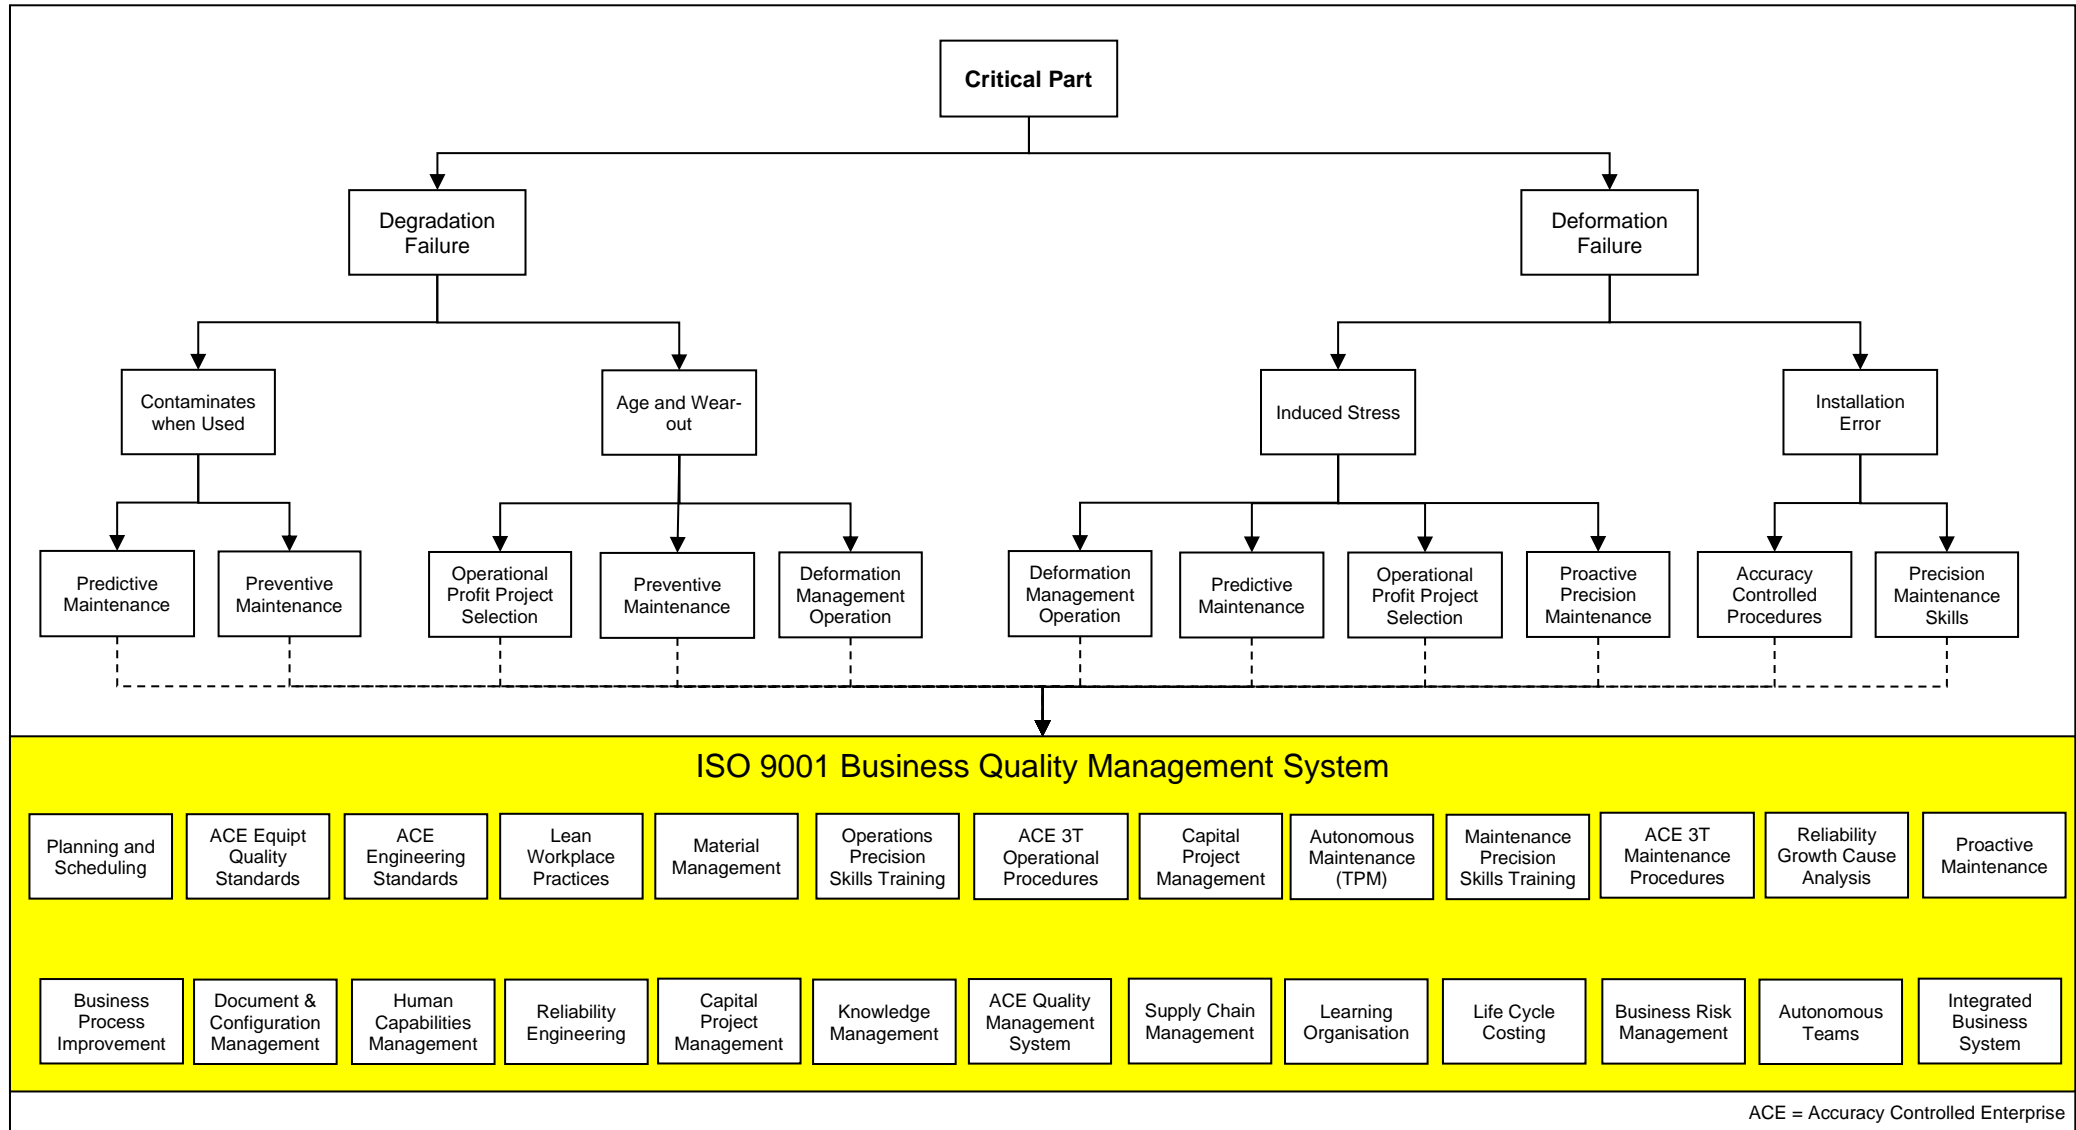 Critical Part
Degradation
Failure
Deformation
Failure
Contaminates
when Used
Age and Wear-
out
Induced Stress
Installation
Error
Predictive
Maintenance
Preventive
Maintenance
Operational
Profit Project
Selection
Preventive
Maintenance
Deformation
Management
Operation
Deformation
Management
Operation
Predictive
Maintenance
Operational
Profit Project
Selection
Proactive
Precision
Maintenance
Accuracy
Controlled
Procedures
Precision
Maintenance
Skills
ISO 9001 Business Quality Management System
Planning and
Scheduling
ACE Equipt
Quality
Standards
ACE
Engineering
Standards
Lean
Workplace
Practices
Material
Management
Operations
Precision
Skills Training
ACE 3T
Operational
Procedures
Capital
Project
Management
Autonomous
Maintenance
(TPM)
Maintenance
Precision
Skills Training
ACE 3T
Maintenance
Procedures
Reliability
Growth Cause
Analysis
Proactive
Maintenance
Business
Process
Improvement
Document &
Configuration
Management
Human
Capabilities
Management
Reliability
Engineering
Capital
Project
Management
Knowledge
Management
ACE Quality
Management
System
Supply Chain
Management
Learning
Organisation
Life Cycle
Costing
Business Risk
Management
Autonomous
Teams
Integrated
Business
System
ACE = Accuracy Controlled Enterprise